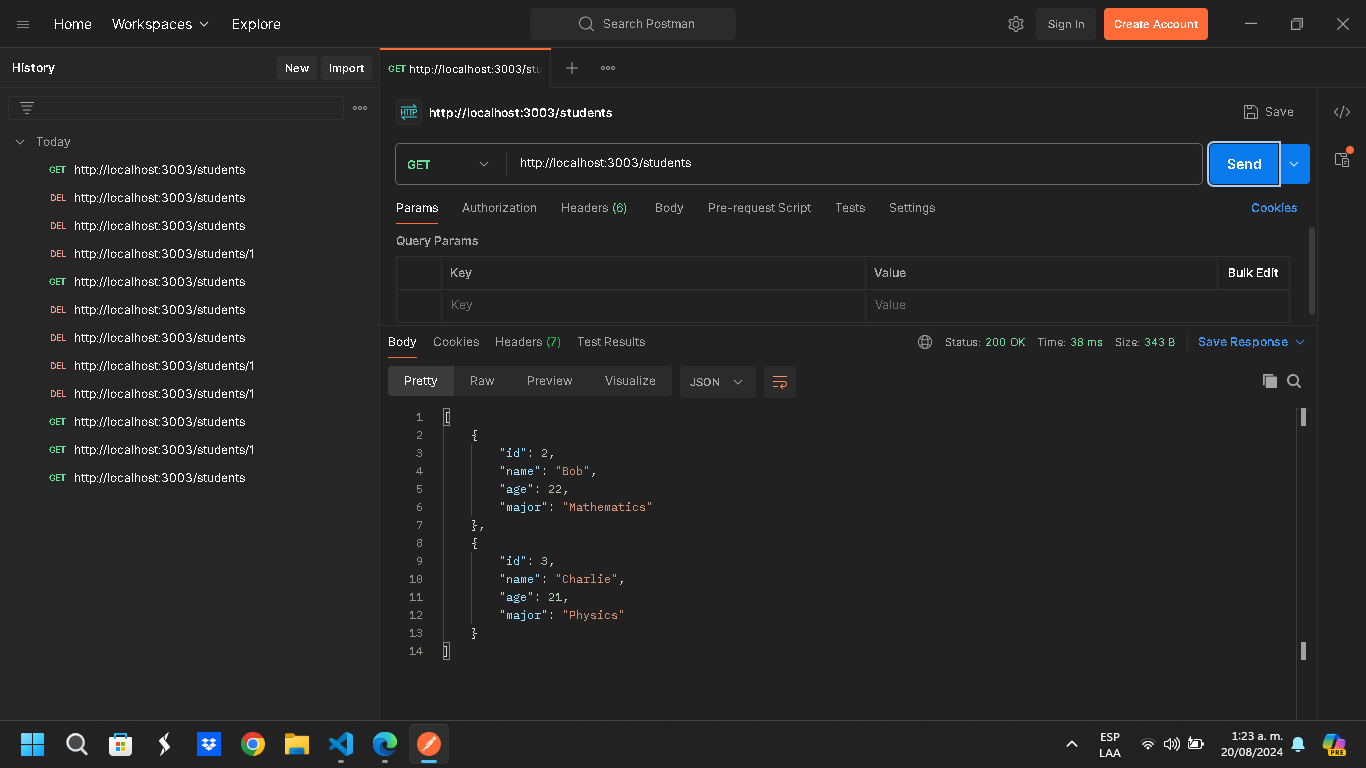 Home Workspaces Explore Search Postman Sign In Create Account
History New Import GET http://localhost:3003/stu
http://localhost:3003/students Save
Today
GET http://localhost:3003/students
DEL http://localhost:3003/students
DEL http://localhost:3003/students
DEL http://localhost:3003/students/1
GET http://localhost:3003/students
DEL http://localhost:3003/students
DEL http://localhost:3003/students
DEL http://localhost:3003/students/1
DEL http://localhost:3003/students/1
GET http://localhost:3003/students
GET http://localhost:3003/students/1
GET http://localhost:3003/students
GET http://localhost:3003/students Send
Params Authorization Headers (6) Body Pre-request Script Tests Settings Cookies
Query Params
Key Value Bulk Edit
Key Value
Body Cookies Headers (7) Test Results Status: 200 OK Time: 38 ms Size: 343 B Save Response
Pretty Raw Preview Visualize JSON
1 [
2 {
3 "id": 2,
4 "name": "Bob",
5 "age": 22,
6 "major": "Mathematics"
7 },
8 {
9 "id": 3,
10 "name": "Charlie",
11 "age": 21,
12 "major": "Physics"
13 }
14 ]
ESP
LAA
1:23 a. m.
20/08/2024
PRE